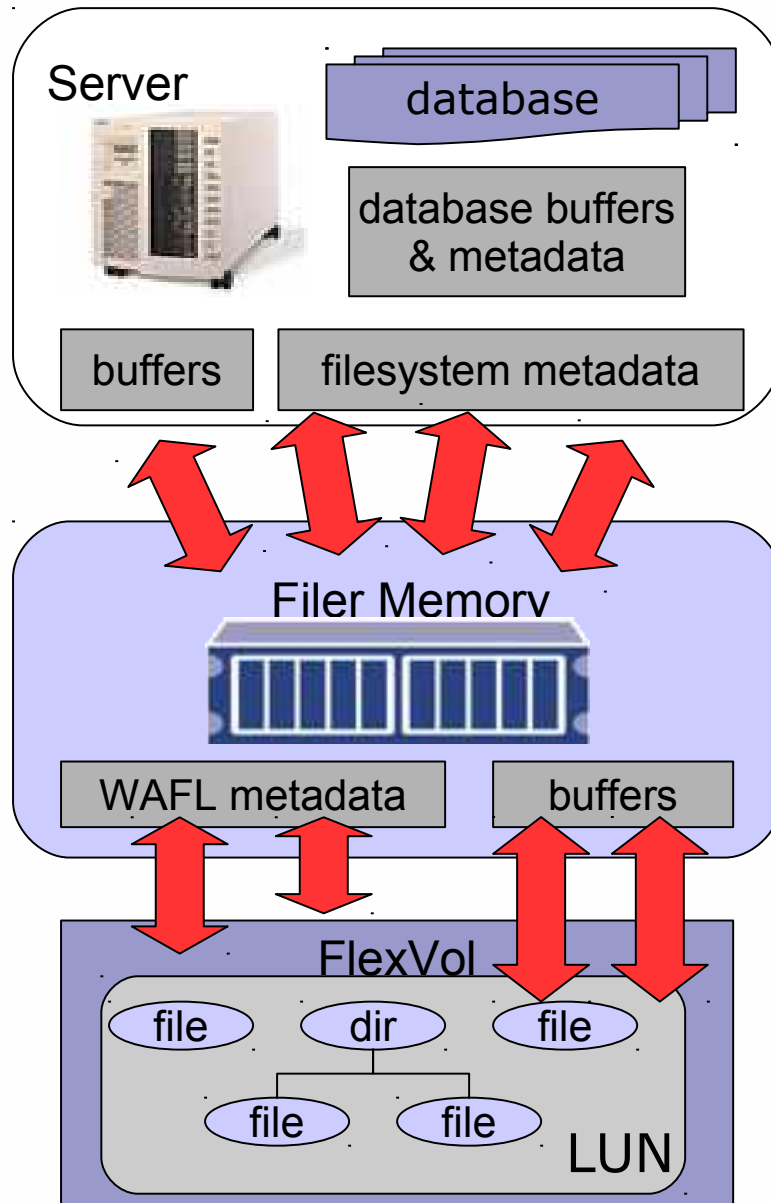 Server
database
database buffers
& metadata
buffers
filesystem metadata
Filer Memory
WAFL metadata
buffers
FlexVol
file
dir
file
file
file
LUN